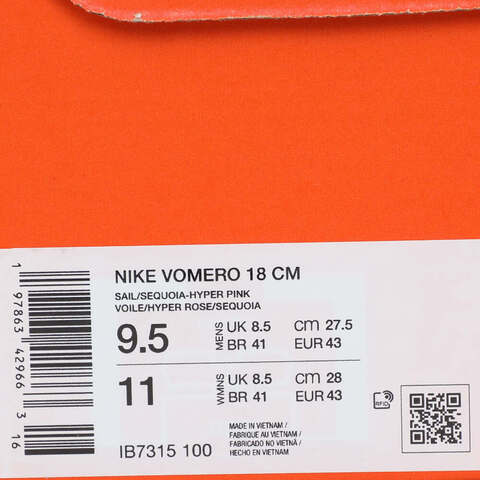 NIKE VOMERO 18 CM
SAIL/SEQUOIA-HYPER PINK
VOILE/HYPER ROSE/SEQUOIA
9.5 MENS UK 8.5 CM 27.5
BR 41 EUR 43
11 WMNS UK 8.5 CM 28
BR 41 EUR 43
IB7315 100
MADE IN VIETNAM /
FABRIQUE AU VIETNAM /
FABRICADO NO VIETNÃ /
HECHO EN VIETNAM
RFID
1 97863 42966 3 16